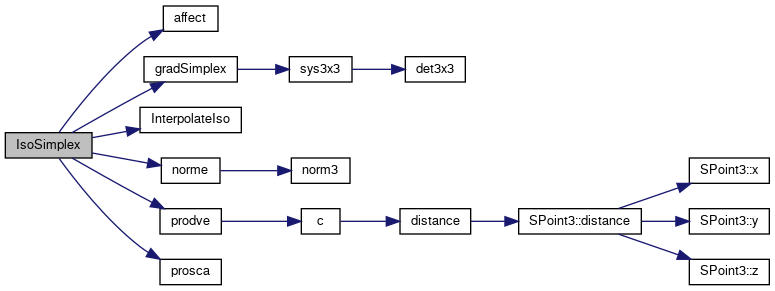 affect
gradSimplex
sys3x3
det3x3
InterpolateIso
IsoSimplex
norme
norm3
SPoint3::x
prodve
c
distance
SPoint3::distance
SPoint3::y
prosca
SPoint3::z